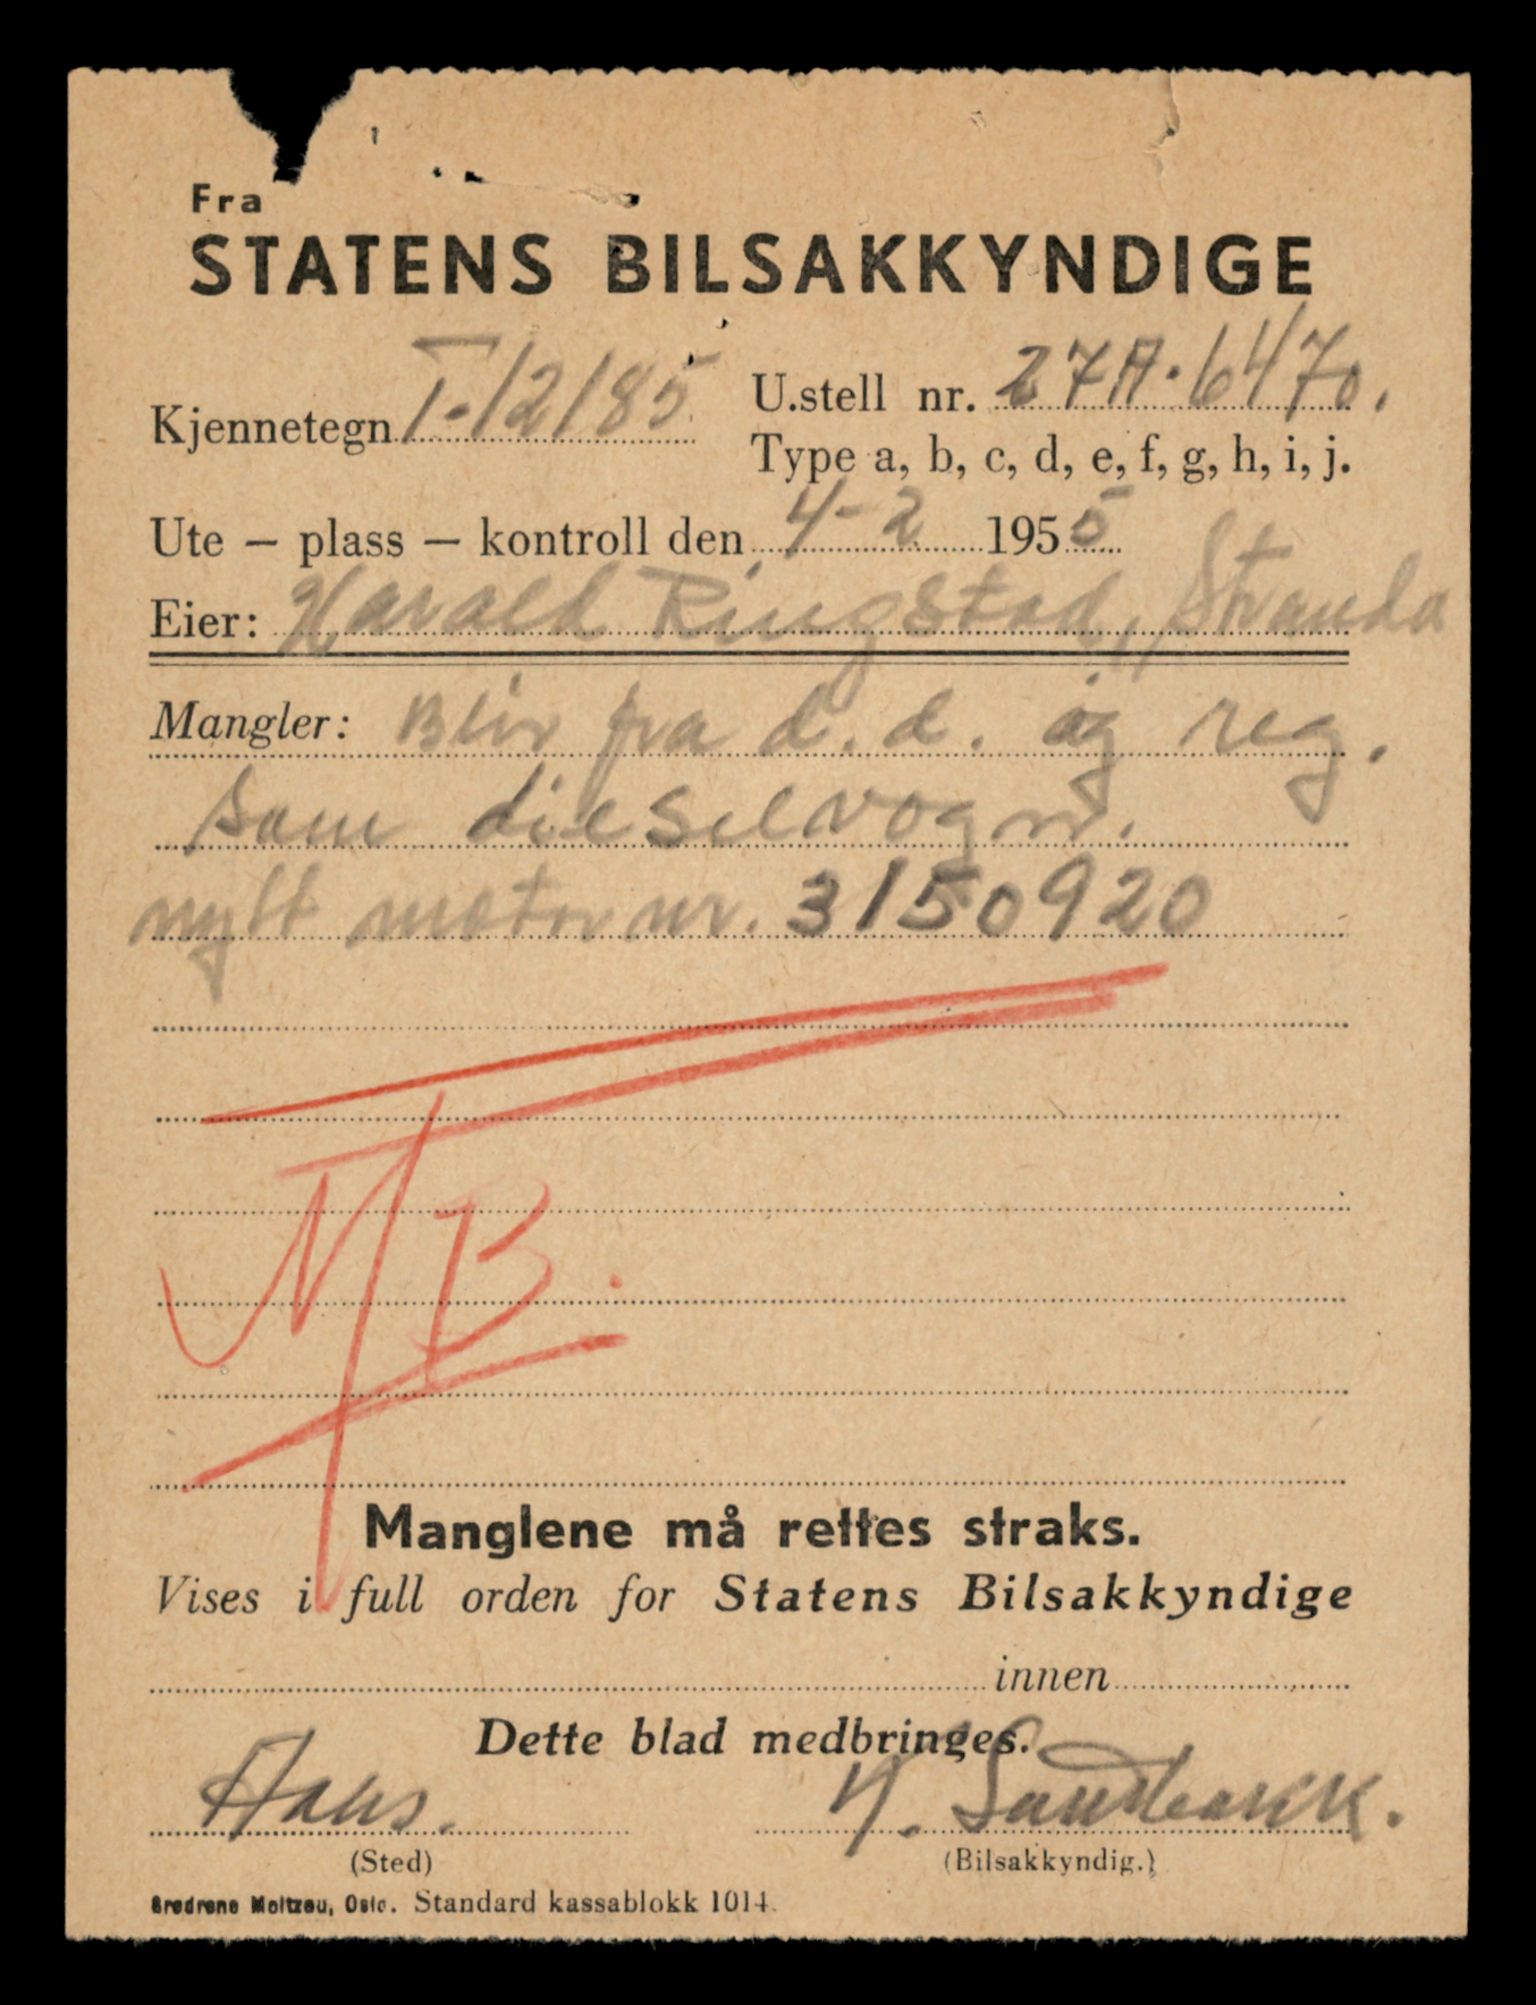 Fra
STATENS BILSAKKYNDIGE
Kjennetegn T-12185 U.stell nr. 27A.6470.
Type a, b, c, d, e, f, g, h, i, j.
Ute — plass — kontroll den 4-2 1955
Eier: Harald Ringstad, Stranda
Mangler: Blir fra d.d. å reg.
som dieselvogn.
nytt motor nr. 3150920
NB.
Manglene må rettes straks.
Vises i full orden for Statens Bilsakkyndige
innen
Dette blad medbringes.
(Sted) (Bilsakkyndig.)
Brødrene Moltzau, Oslo. Standard kassablokk 1014.